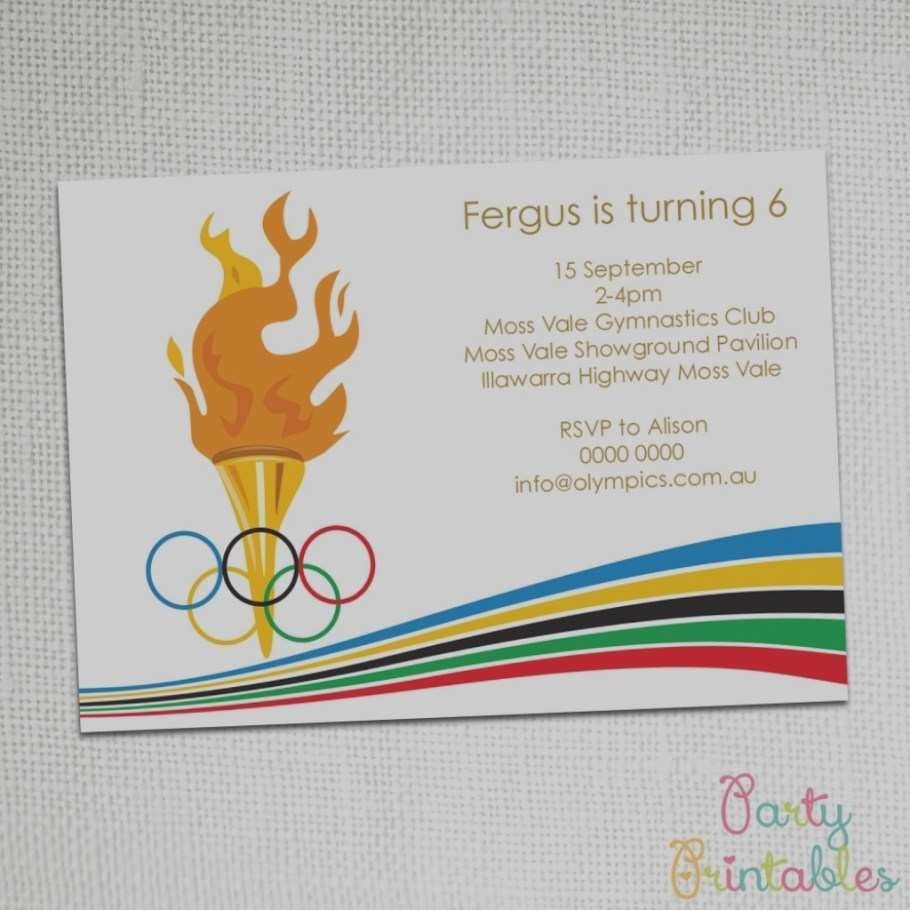 Fergus is turning 6
15 September
2-4pm
Moss Vale Gymnastics Club
Moss Vale Showground Pavilion
Illawarra Highway Moss Vale
RSVP to Alison
0000 0000
info@olympics.com.au
Party
Printables